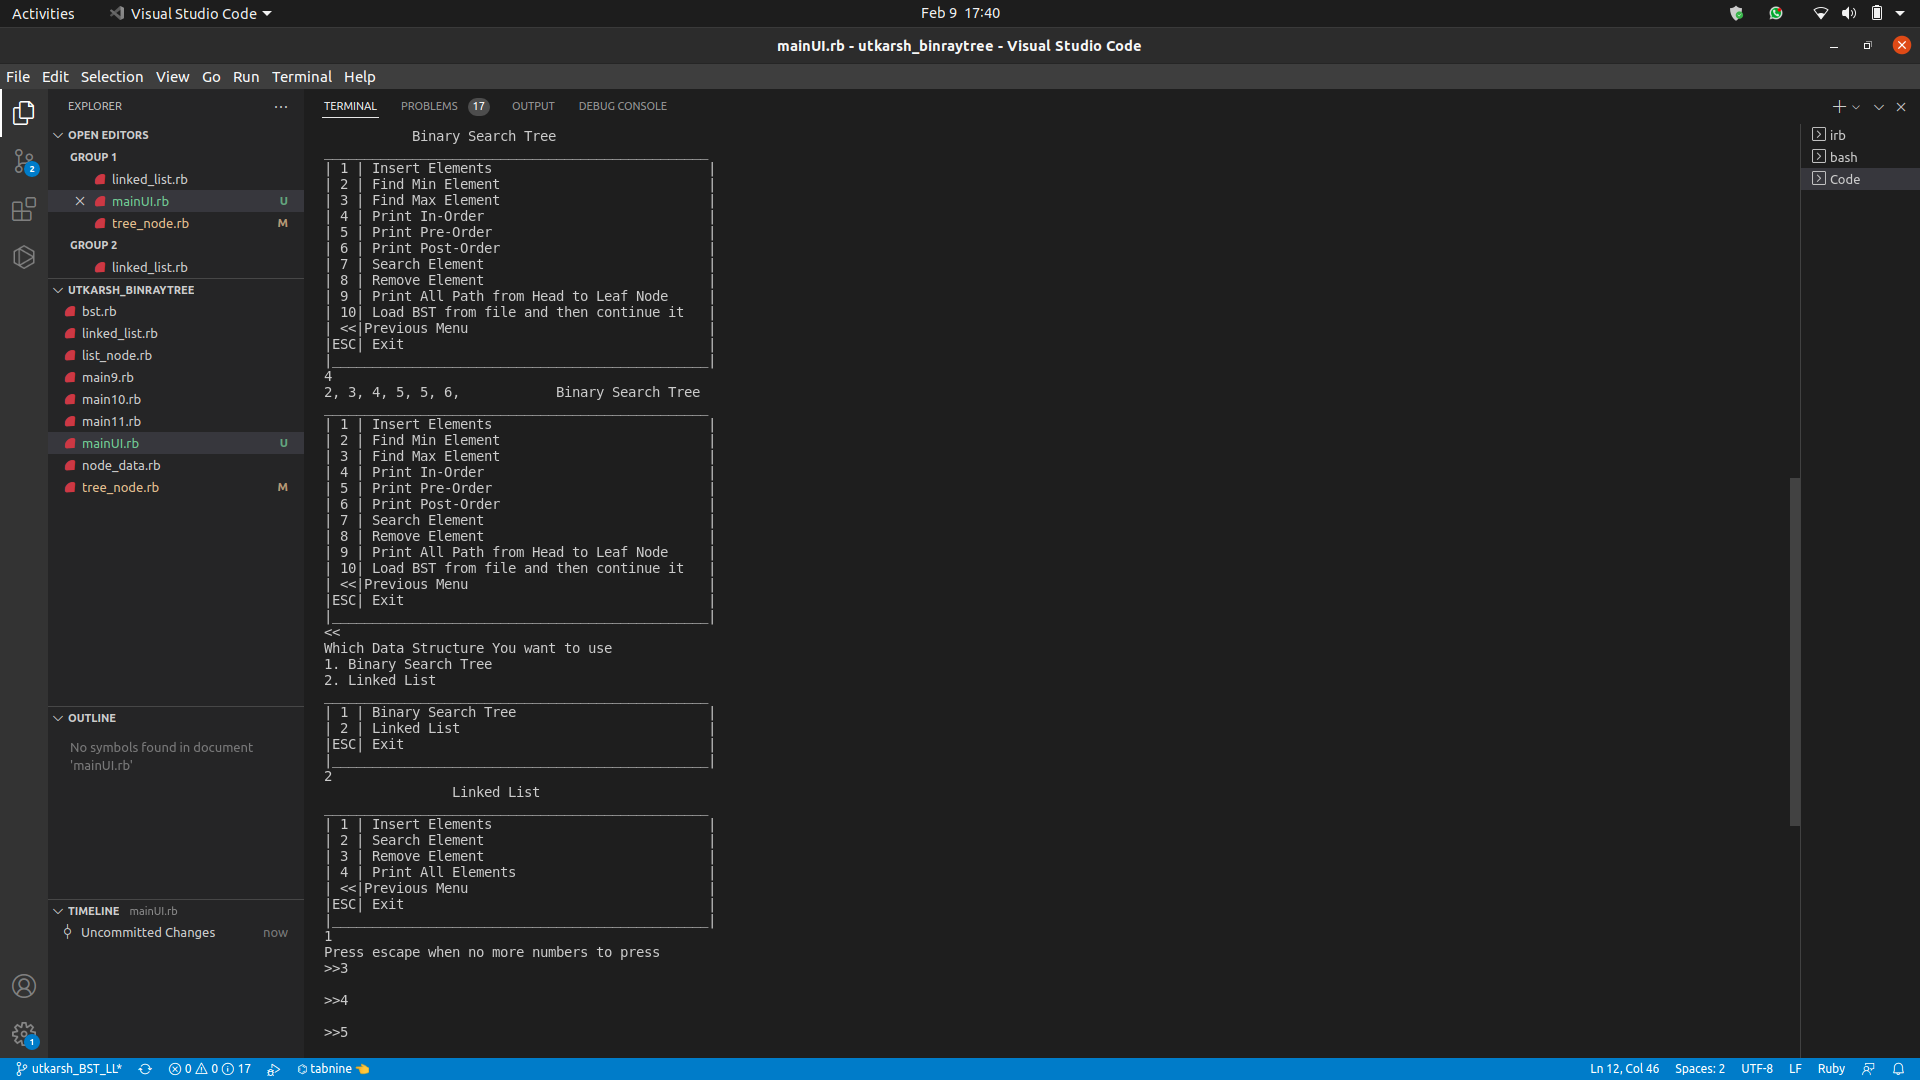 Activities Visual Studio Code Feb 9 17:40
mainUI.rb - utkarsh_binraytree - Visual Studio Code
File Edit Selection View Go Run Terminal Help
EXPLORER
OPEN EDITORS
GROUP 1
linked_list.rb
mainUI.rb U
tree_node.rb M
GROUP 2
linked_list.rb
UTKARSH_BINRAYTREE
bst.rb
linked_list.rb
list_node.rb
main9.rb
main10.rb
main11.rb
mainUI.rb U
node_data.rb
tree_node.rb M
OUTLINE
No symbols found in document
'mainUI.rb'
TIMELINE mainUI.rb
Uncommitted Changes now
2
1
TERMINAL PROBLEMS 17 OUTPUT DEBUG CONSOLE
Binary Search Tree
________________________________________________
| 1 | Insert Elements |
| 2 | Find Min Element |
| 3 | Find Max Element |
| 4 | Print In-Order |
| 5 | Print Pre-Order |
| 6 | Print Post-Order |
| 7 | Search Element |
| 8 | Remove Element |
| 9 | Print All Path from Head to Leaf Node |
| 10| Load BST from file and then continue it |
| <<|Previous Menu |
|ESC| Exit |
|_______________________________________________|
4
2, 3, 4, 5, 5, 6, Binary Search Tree
________________________________________________
| 1 | Insert Elements |
| 2 | Find Min Element |
| 3 | Find Max Element |
| 4 | Print In-Order |
| 5 | Print Pre-Order |
| 6 | Print Post-Order |
| 7 | Search Element |
| 8 | Remove Element |
| 9 | Print All Path from Head to Leaf Node |
| 10| Load BST from file and then continue it |
| <<|Previous Menu |
|ESC| Exit |
|_______________________________________________|
<<
Which Data Structure You want to use
1. Binary Search Tree
2. Linked List
________________________________________________
| 1 | Binary Search Tree |
| 2 | Linked List |
|ESC| Exit |
|_______________________________________________|
2
Linked List
________________________________________________
| 1 | Insert Elements |
| 2 | Search Element |
| 3 | Remove Element |
| 4 | Print All Elements |
| <<|Previous Menu |
|ESC| Exit |
|_______________________________________________|
1
Press escape when no more numbers to press
>>3
>>4
>>5
irb
bash
Code
utkarsh_BST_LL* 0 0 17 tabnine Ln 12, Col 46 Spaces: 2 UTF-8 LF Ruby